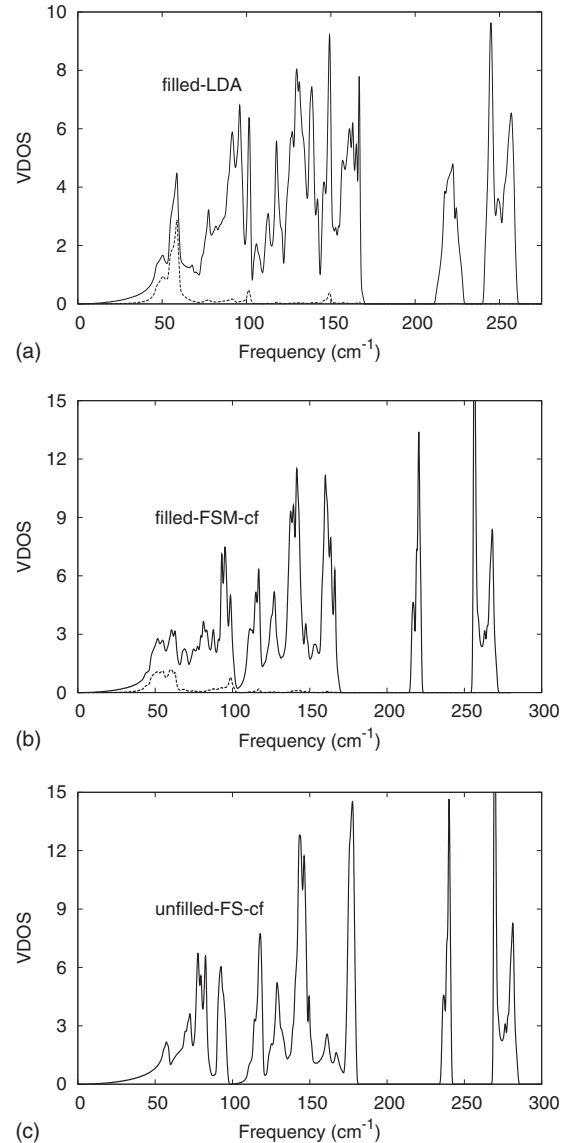 10
8
6
4
2
0
VDOS
filled-LDA
0 50 100 150 200 250
Frequency (cm⁻¹)
(a)
15
12
9
6
3
0
VDOS
filled-FSM-cf
0 50 100 150 200 250 300
Frequency (cm⁻¹)
(b)
15
12
9
6
3
0
VDOS
unfilled-FS-cf
0 50 100 150 200 250 300
Frequency (cm⁻¹)
(c)